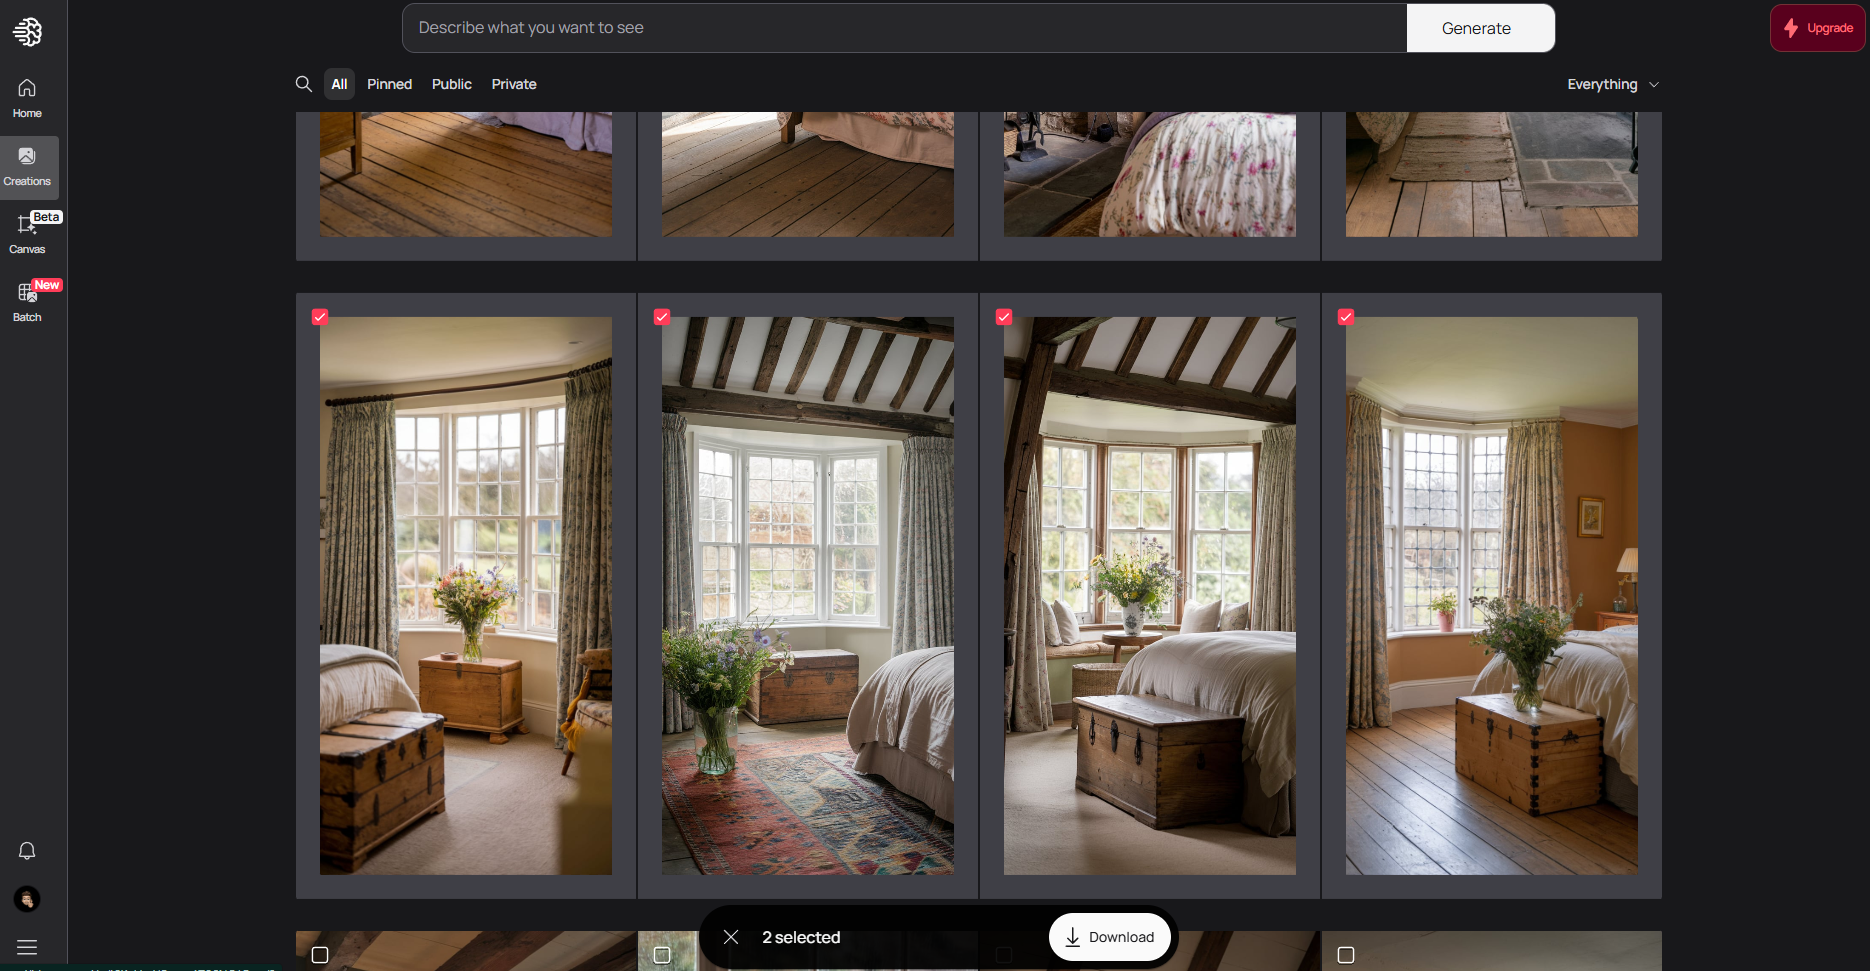 Describe what you want to see
Generate
Upgrade
All
Pinned
Public
Private
Everything
Home
Creations
Beta
Canvas
New
Batch
2 selected
Download